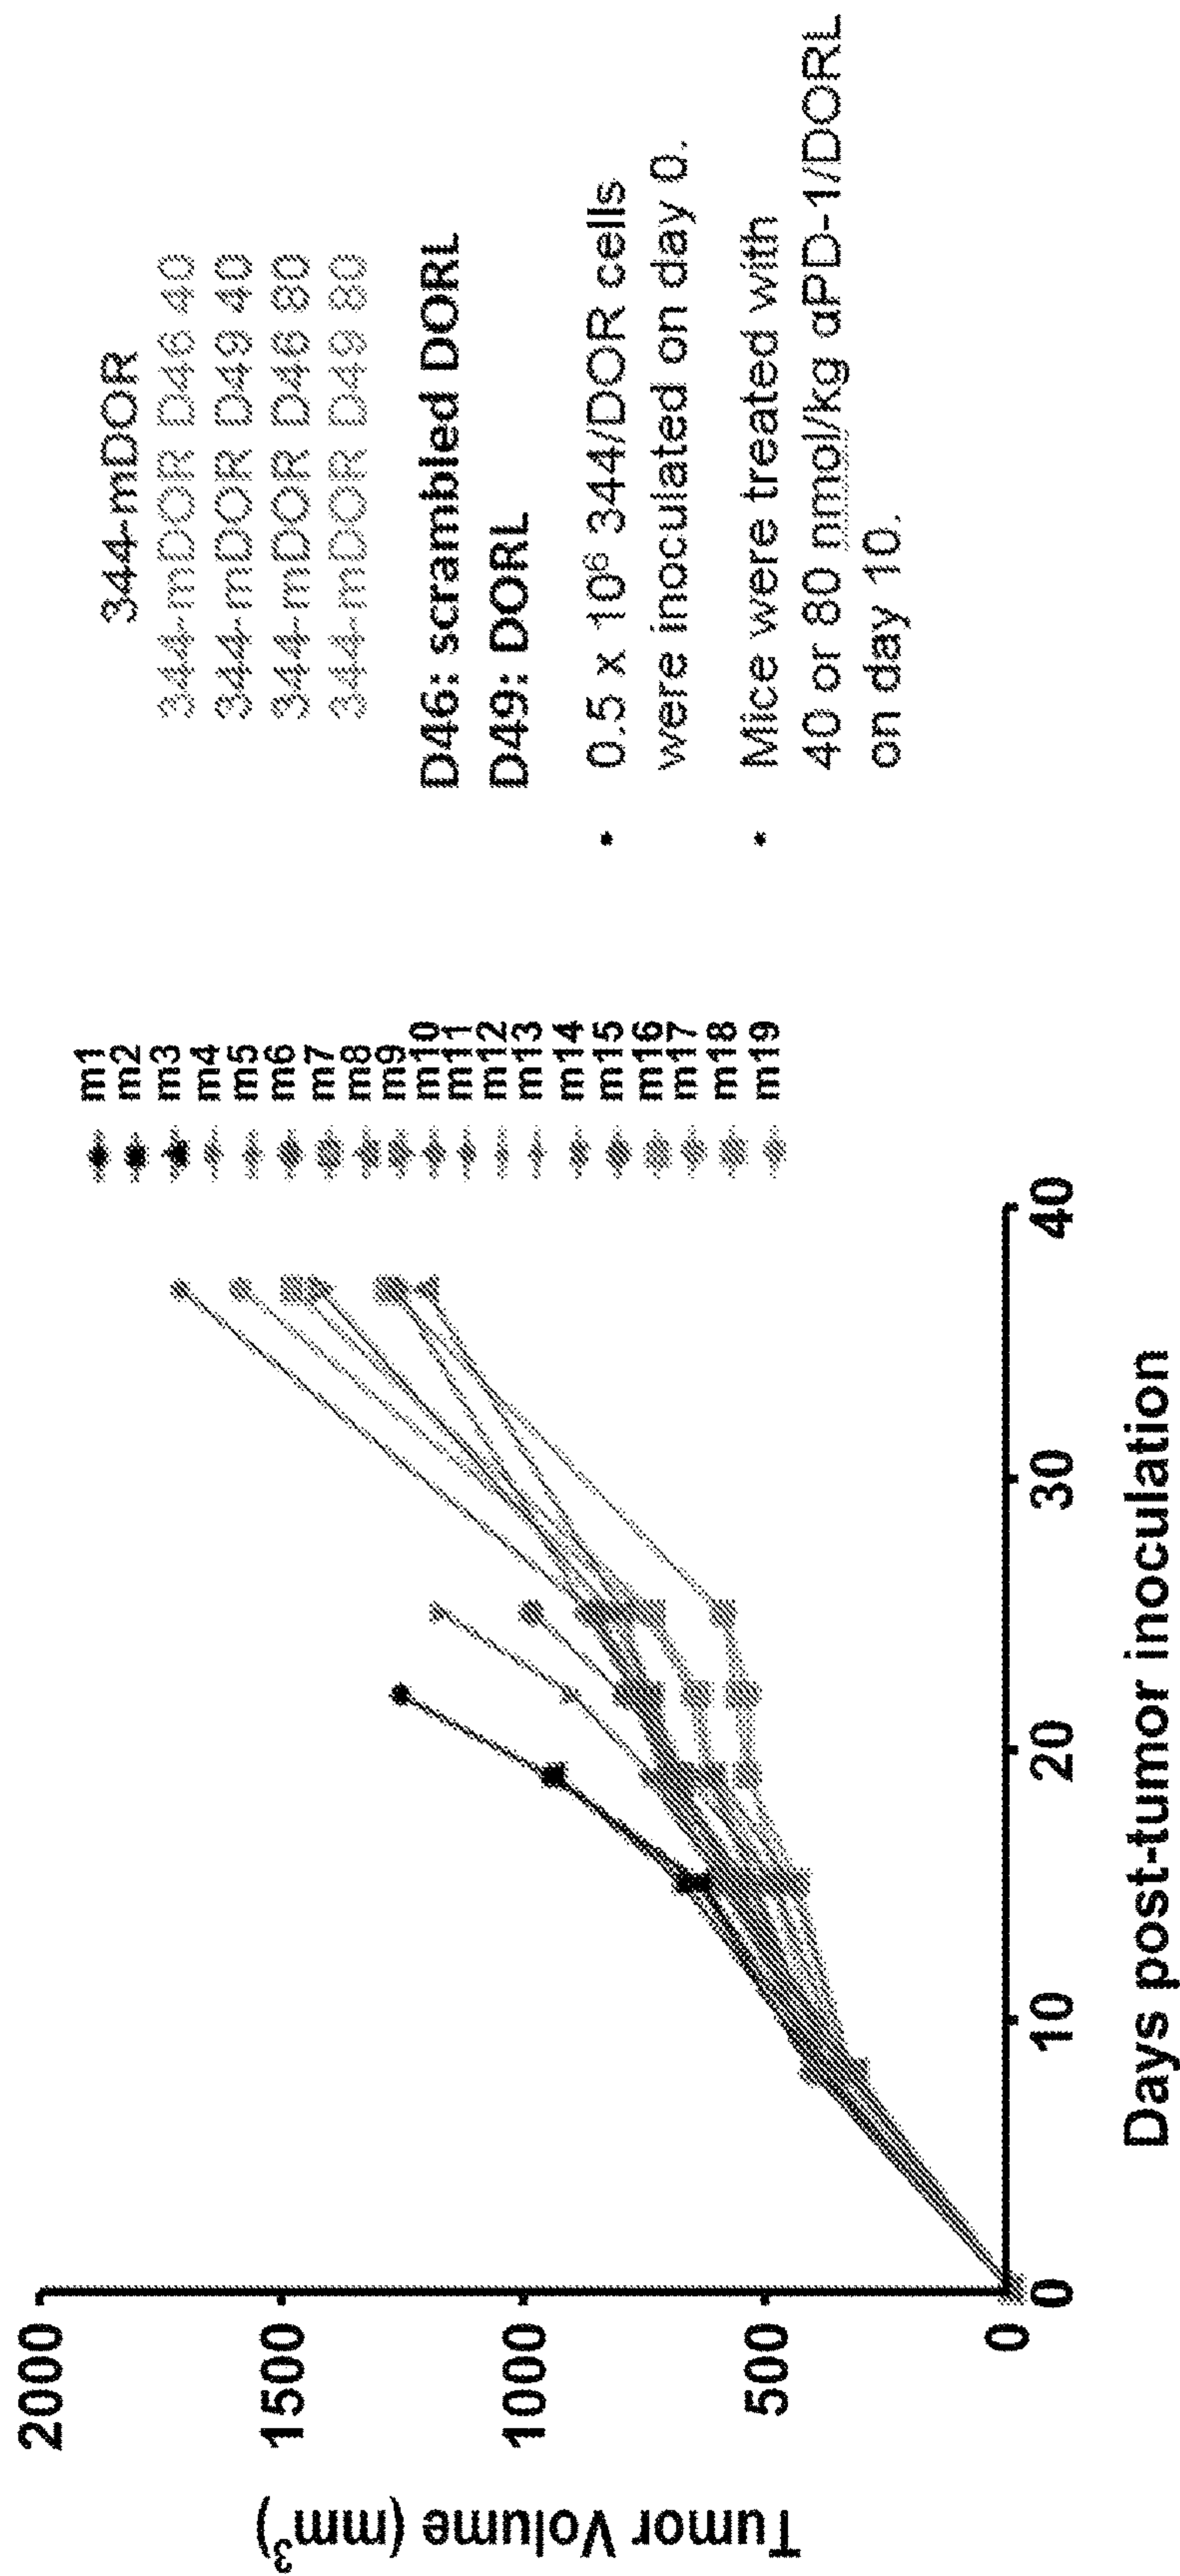 Tumor Volume (mm3)
2000
1500
1000
500
0
0
10
20
30
40
Days post-tumor inoculation
m1
m2
m3
m4
m5
m6
m7
m8
m9
m10
m11
m12
m13
m14
m15
m16
m17
m18
m19
344-mDOR
344-mDOR D46 40
344-mDOR D49 40
344-mDOR D46 80
344-mDOR D49 80
D46: scrambled DORL
D49: DORL
• 0.5 x 10⁶ 344/DOR cells
were inoculated on day 0.
• Mice were treated with
40 or 80 nmol/kg αPD-1/DORL
on day 10.